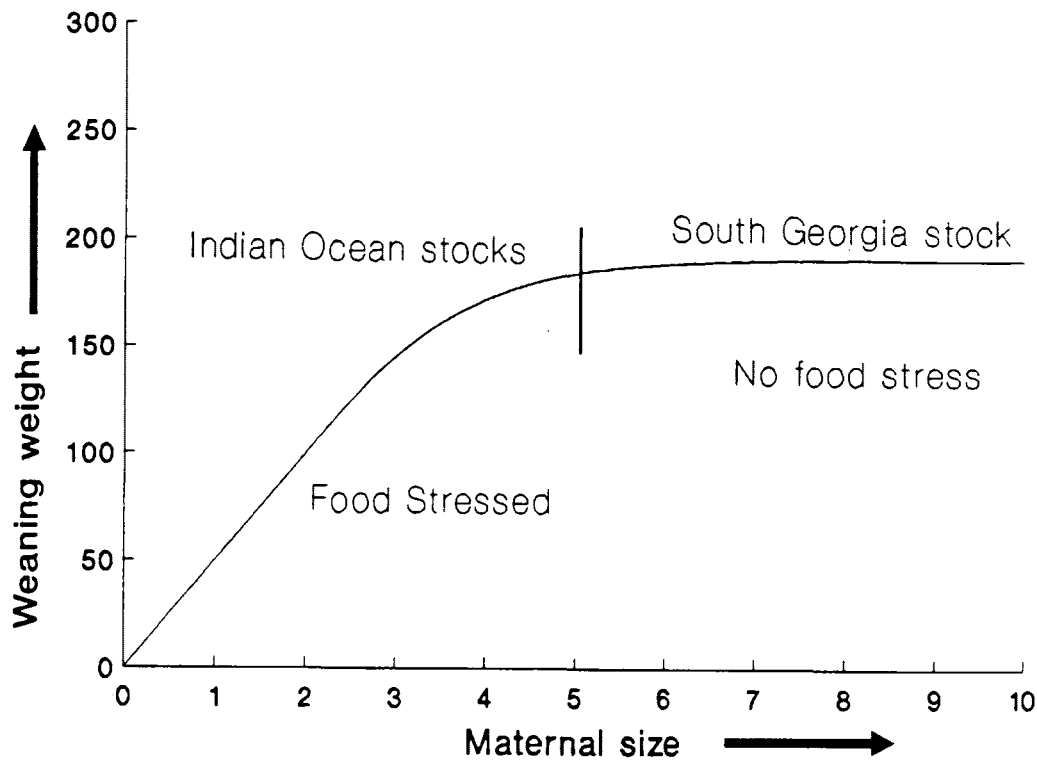 300
250
200
150
100
50
0
Weaning weight
Indian Ocean stocks
South Georgia stock
No food stress
Food Stressed
0 1 2 3 4 5 6 7 8 9 10
Maternal size